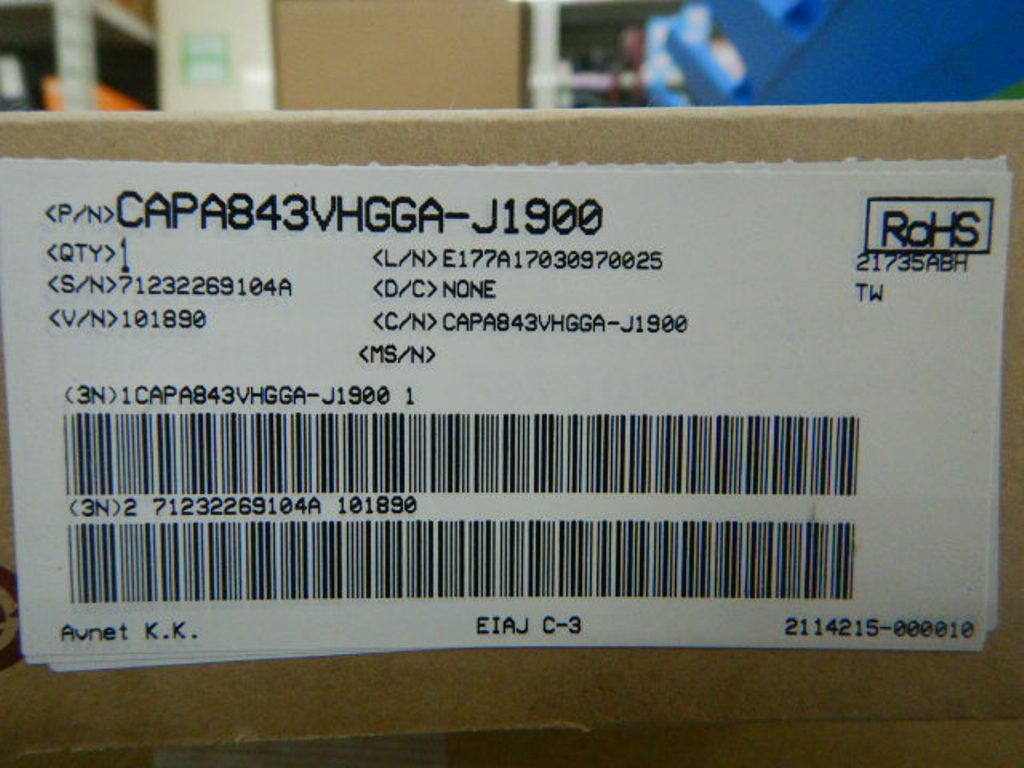 <P/N>CAPA843VHGGA-J1900
RoHS
<QTY>1
<L/N>E177A17030970025
21735ABH
<S/N>71232269104A
<D/C>NONE
TW
<V/N>101890
<C/N>CAPA843VHGGA-J1900
<MS/N>
(3N)1CAPA843VHGGA-J1900 1
(3N)2 71232269104A 101890
Avnet K.K.
EIAJ C-3
2114215-000010